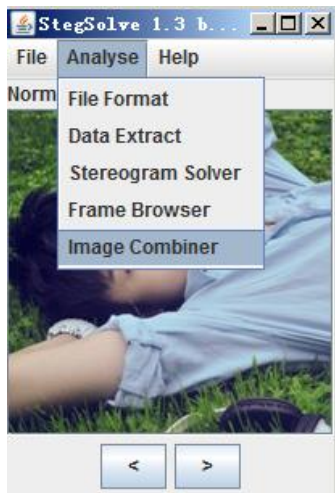 StegSolve 1.3 b...
File Analyse Help
Norm
File Format
Data Extract
Stereogram Solver
Frame Browser
Image Combiner
< >